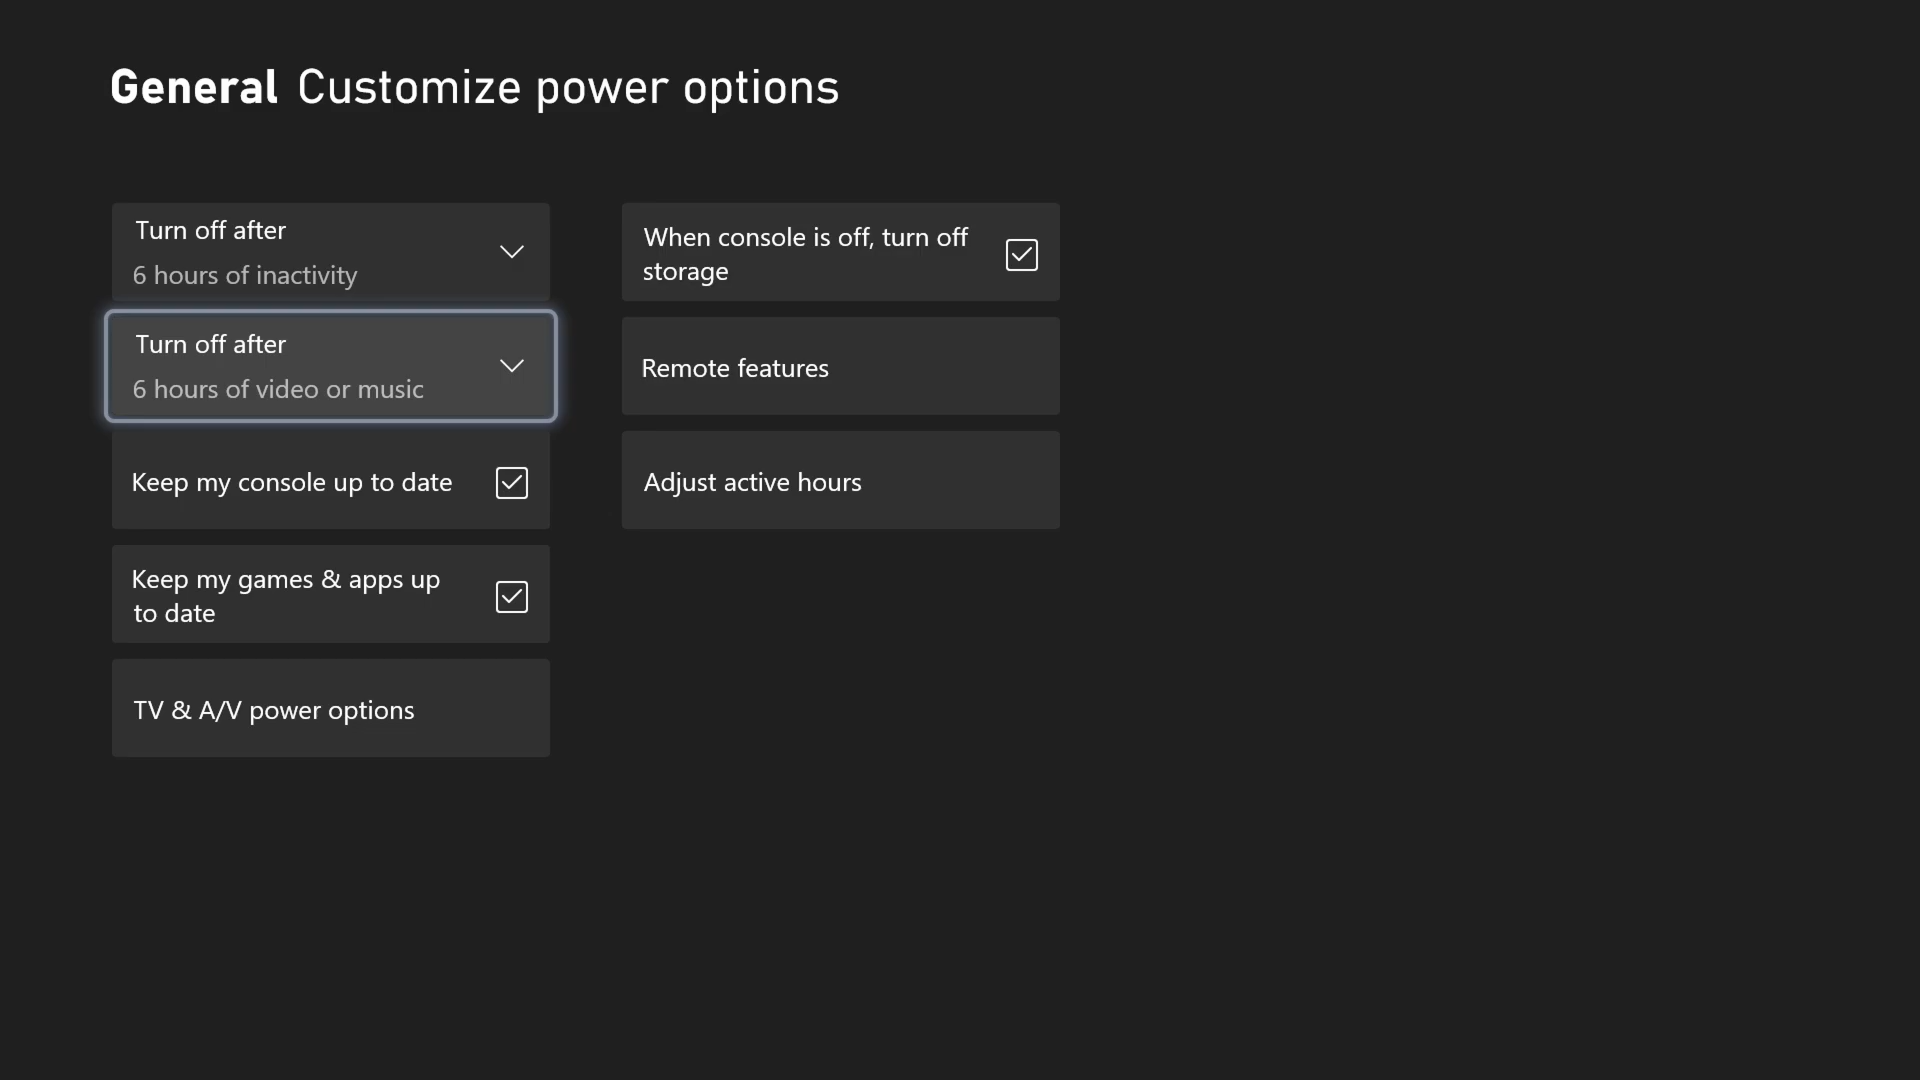 General Customize power options
Turn off after
6 hours of inactivity
Turn off after
6 hours of video or music
Keep my console up to date
Keep my games & apps up
to date
TV & A/V power options
When console is off, turn off
storage
Remote features
Adjust active hours